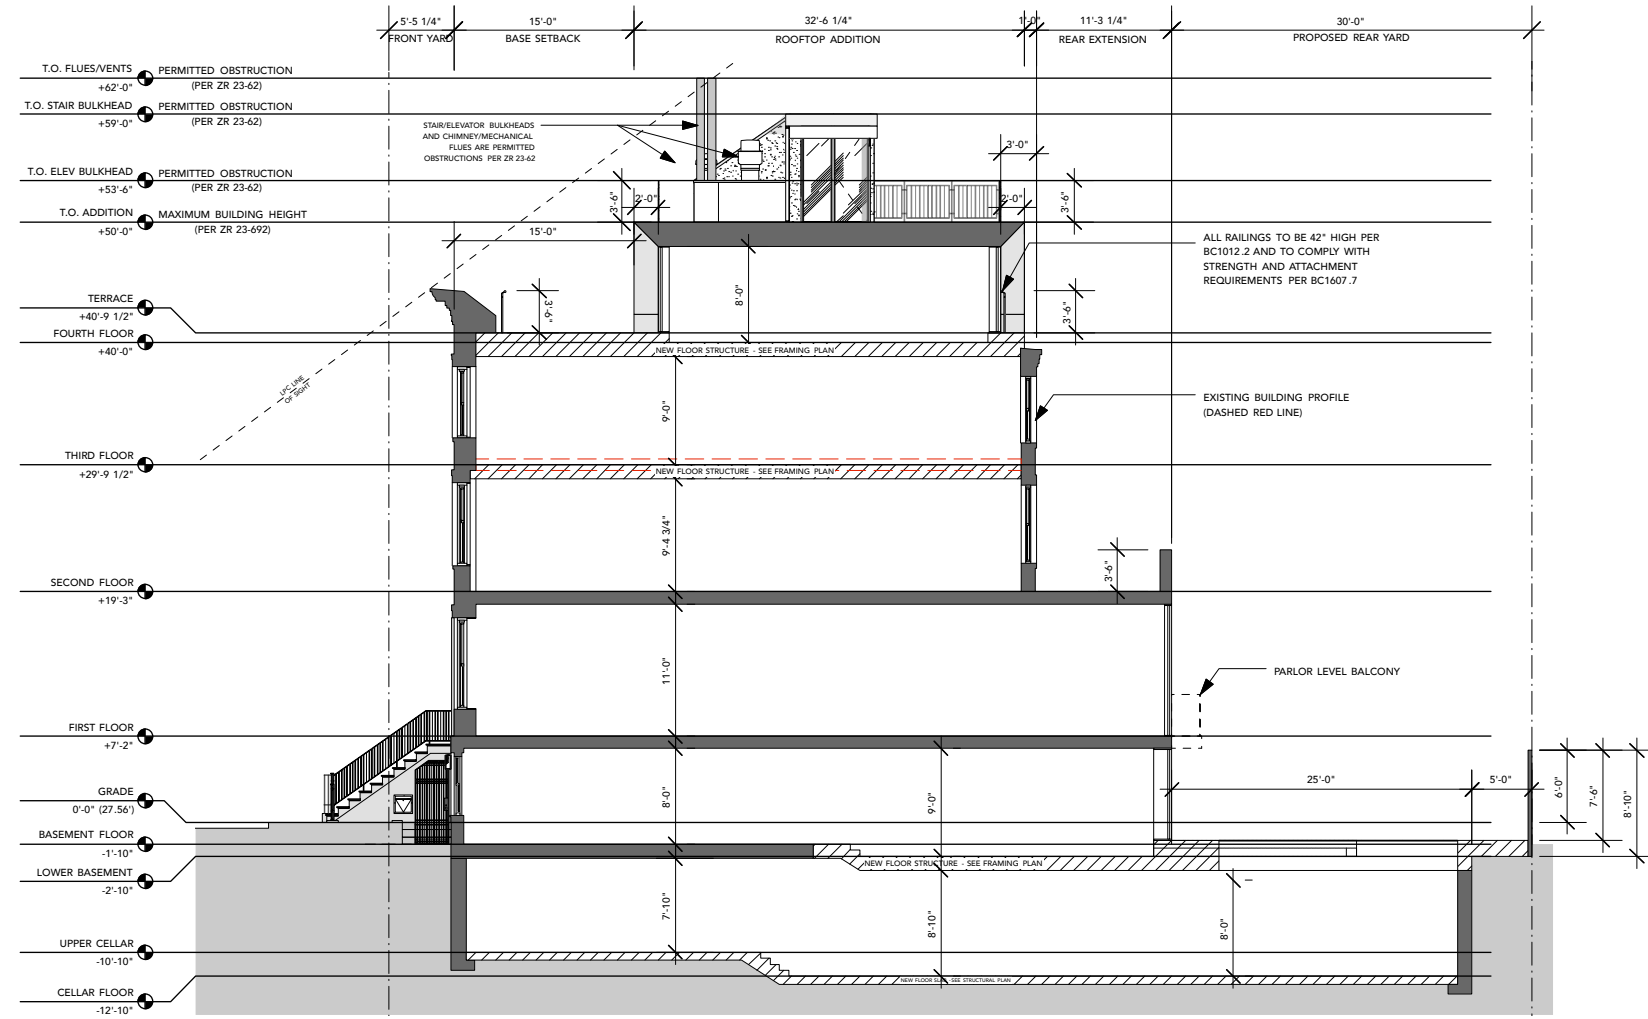 5'-5 1/4"
15'-0"
32'-6 1/4"
1'-0"
11'-3 1/4"
30'-0"
FRONT YARD
BASE SETBACK
ROOFTOP ADDITION
REAR EXTENSION
PROPOSED REAR YARD
T.O. FLUES/VENTS
+62'-0"
PERMITTED OBSTRUCTION
(PER ZR 23-62)
T.O. STAIR BULKHEAD
+59'-0"
PERMITTED OBSTRUCTION
(PER ZR 23-62)
STAIR/ELEVATOR BULKHEADS
AND CHIMNEY/MECHANICAL
FLUES ARE PERMITTED
OBSTRUCTIONS PER ZR 23-62
3'-0"
T.O. ELEV BULKHEAD
+53'-6"
PERMITTED OBSTRUCTION
(PER ZR 23-62)
3'-6"
2'-0"
2'-0"
3'-6"
T.O. ADDITION
+50'-0"
MAXIMUM BUILDING HEIGHT
(PER ZR 23-692)
15'-0"
ALL RAILINGS TO BE 42" HIGH PER
BC1012.2 AND TO COMPLY WITH
STRENGTH AND ATTACHMENT
REQUIREMENTS PER BC1607.7
TERRACE
+40'-9 1/2"
3'-6"
8'-0"
3'-6"
FOURTH FLOOR
+40'-0"
NEW FLOOR STRUCTURE - SEE FRAMING PLAN
LPC LINE
OF SIGHT
9'-0"
EXISTING BUILDING PROFILE
(DASHED RED LINE)
THIRD FLOOR
+29'-9 1/2"
NEW FLOOR STRUCTURE - SEE FRAMING PLAN
9'-4 3/4"
3'-6"
SECOND FLOOR
+19'-3"
11'-0"
PARLOR LEVEL BALCONY
FIRST FLOOR
+7'-2"
8'-0"
9'-0"
25'-0"
5'-0"
6'-0"
7'-6"
8'-10"
GRADE
0'-0" (27.56')
BASEMENT FLOOR
-1'-10"
NEW FLOOR STRUCTURE - SEE FRAMING PLAN
LOWER BASEMENT
-2'-10"
7'-10"
8'-10"
8'-0"
UPPER CELLAR
-10'-10"
NEW FLOOR SLAB - SEE STRUCTURAL PLAN
CELLAR FLOOR
-12'-10"